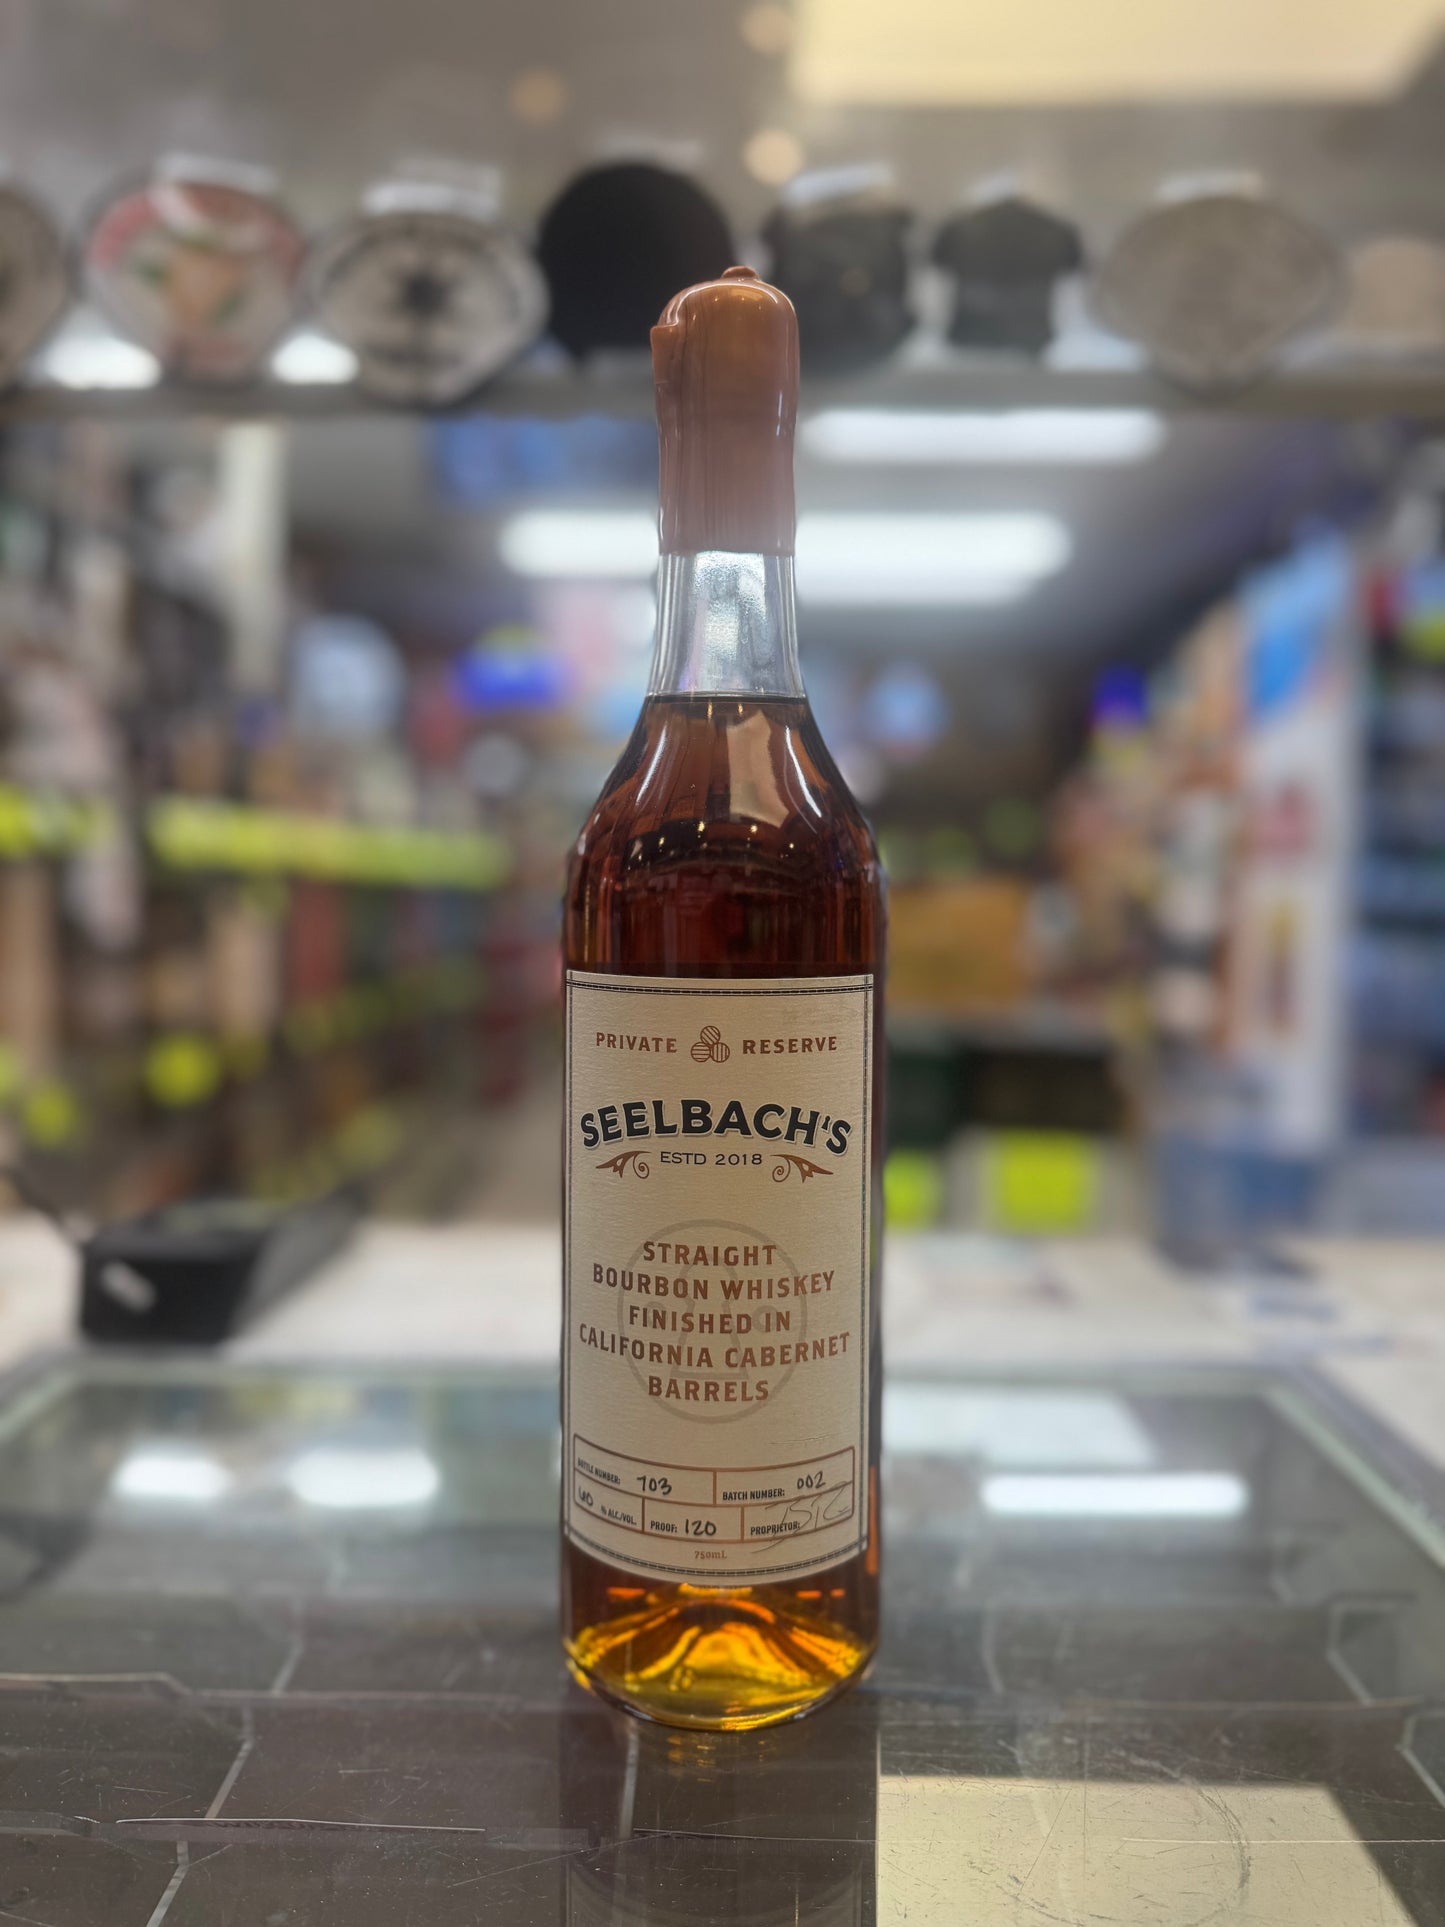 PRIVATE RESERVE
SEELBACH'S
ESTD 2018
STRAIGHT
BOURBON WHISKEY
FINISHED IN
CALIFORNIA CABERNET
BARRELS
BOTTLE NUMBER: 703 BATCH NUMBER: 002
60 % ALC./VOL. PROOF: 120 PROPRIETOR:
750mL